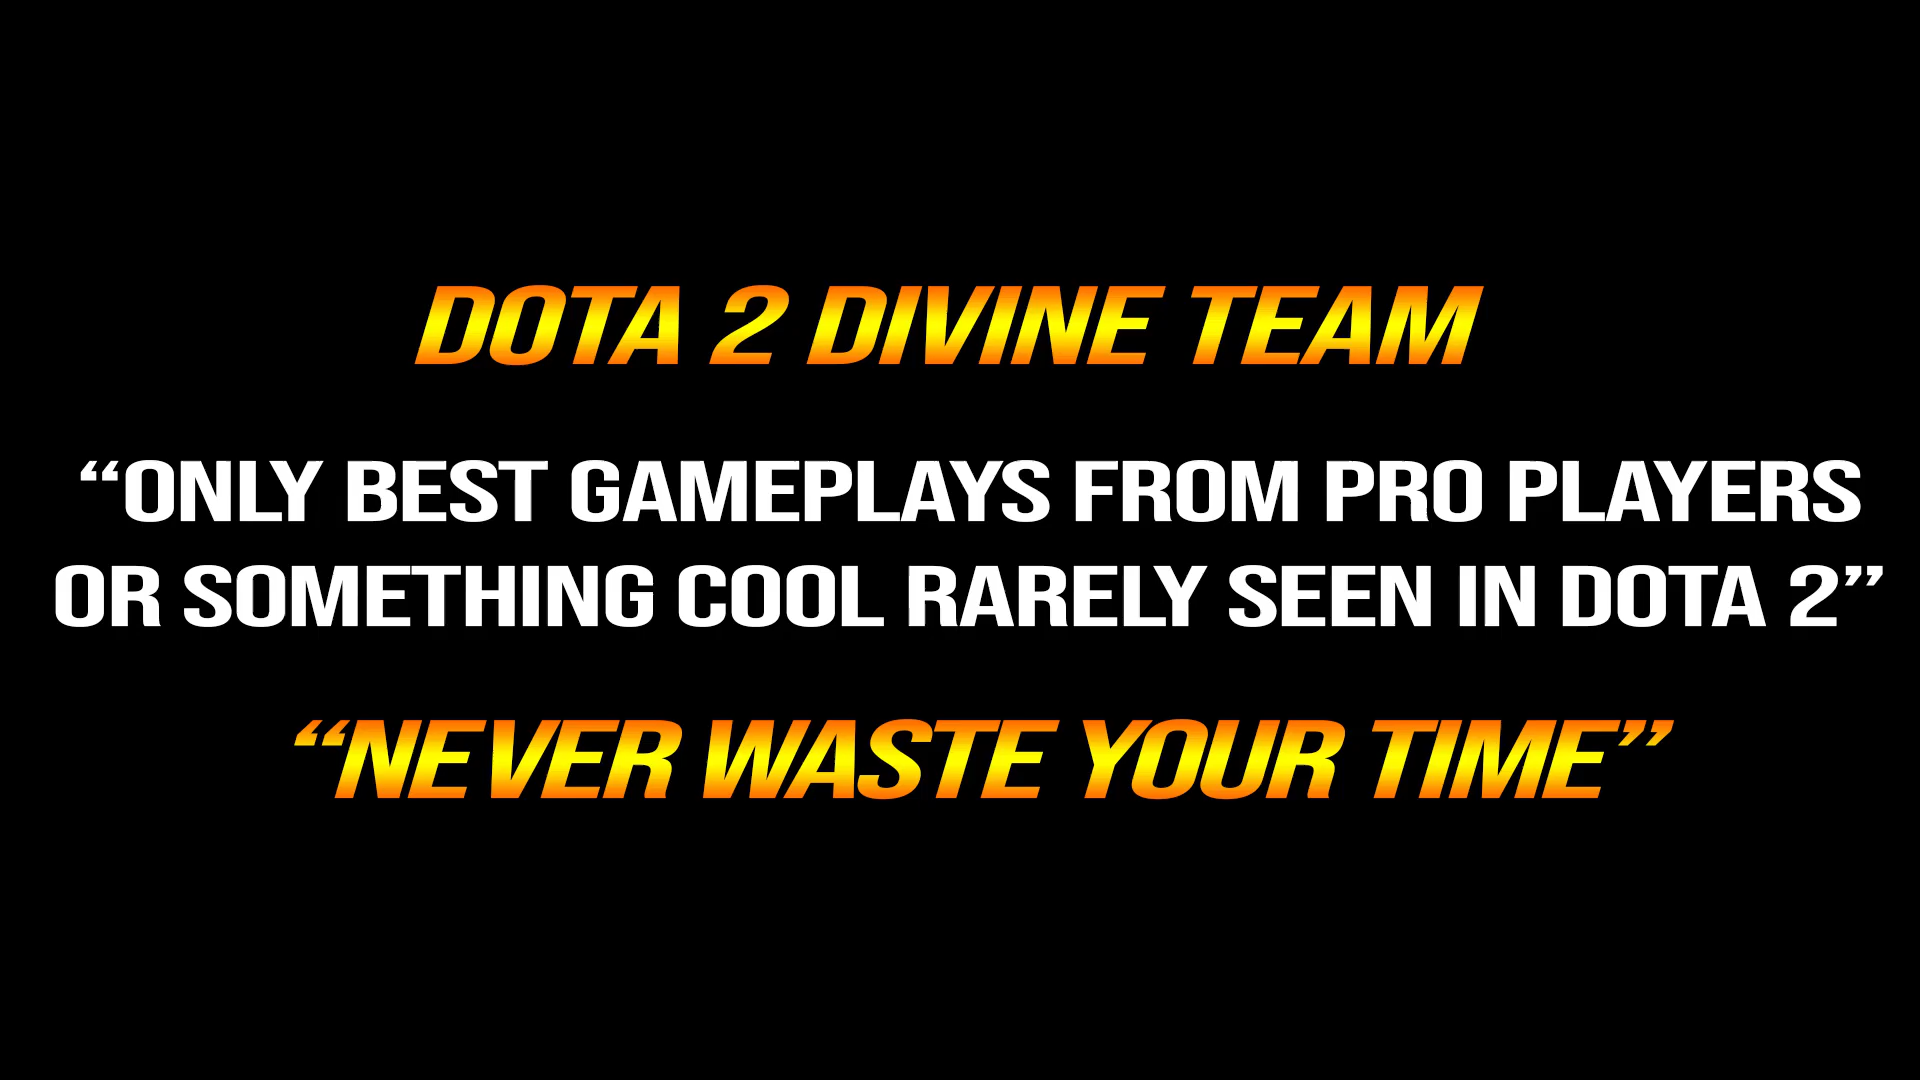 DOTA 2 DIVINE TEAM
“ONLY BEST GAMEPLAYS FROM PRO PLAYERS
OR SOMETHING COOL RARELY SEEN IN DOTA 2”
“NEVER WASTE YOUR TIME”